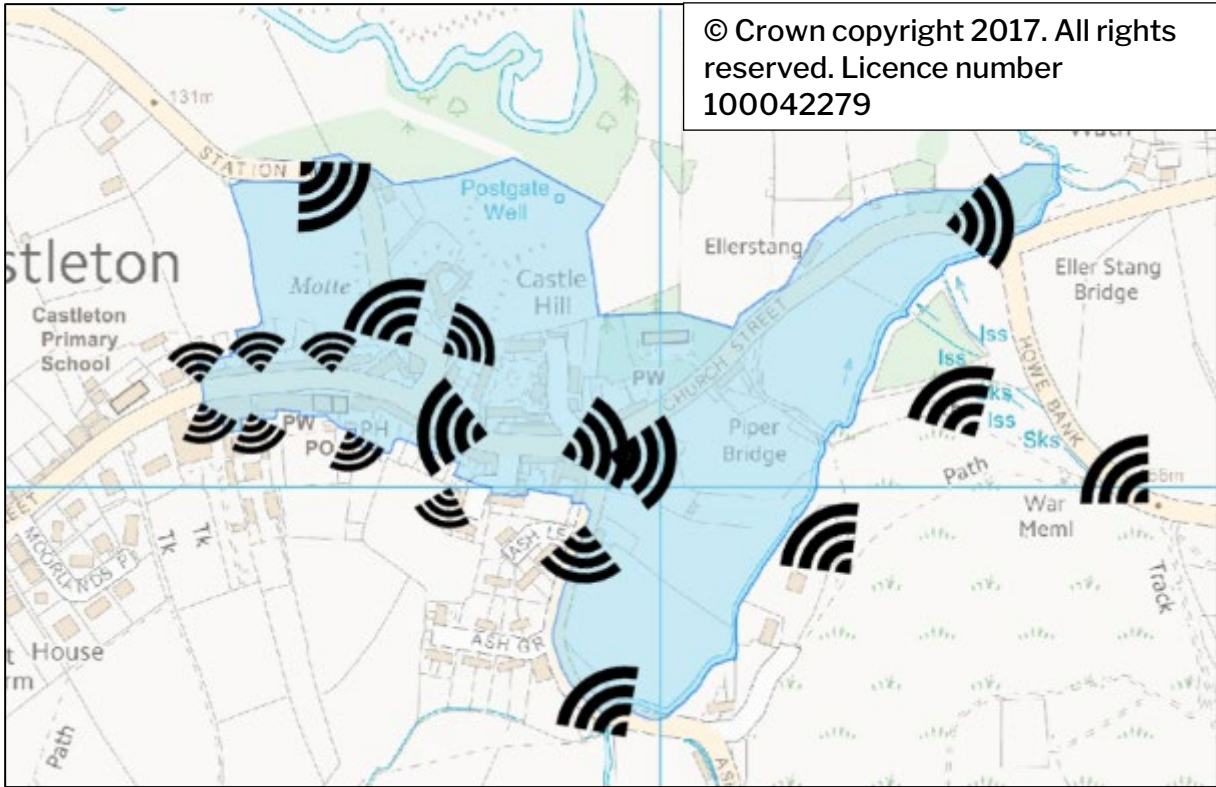 © Crown copyright 2017. All rights
reserved. Licence number
100042279
131m
STATION
Postgate
Well
stleton
Motte
Castle
Hill
Ellerstang
Eller Stang
Bridge
Castleton
Primary
School
Iss
Iss
HOWE BANK
CHURCH STREET
PW
Iss
Sks
PW
PO
PH
Piper
Bridge
Path
War
Meml
Tk
Tk
MOORLANDS
ASH
Track
House
ASH GR
Path